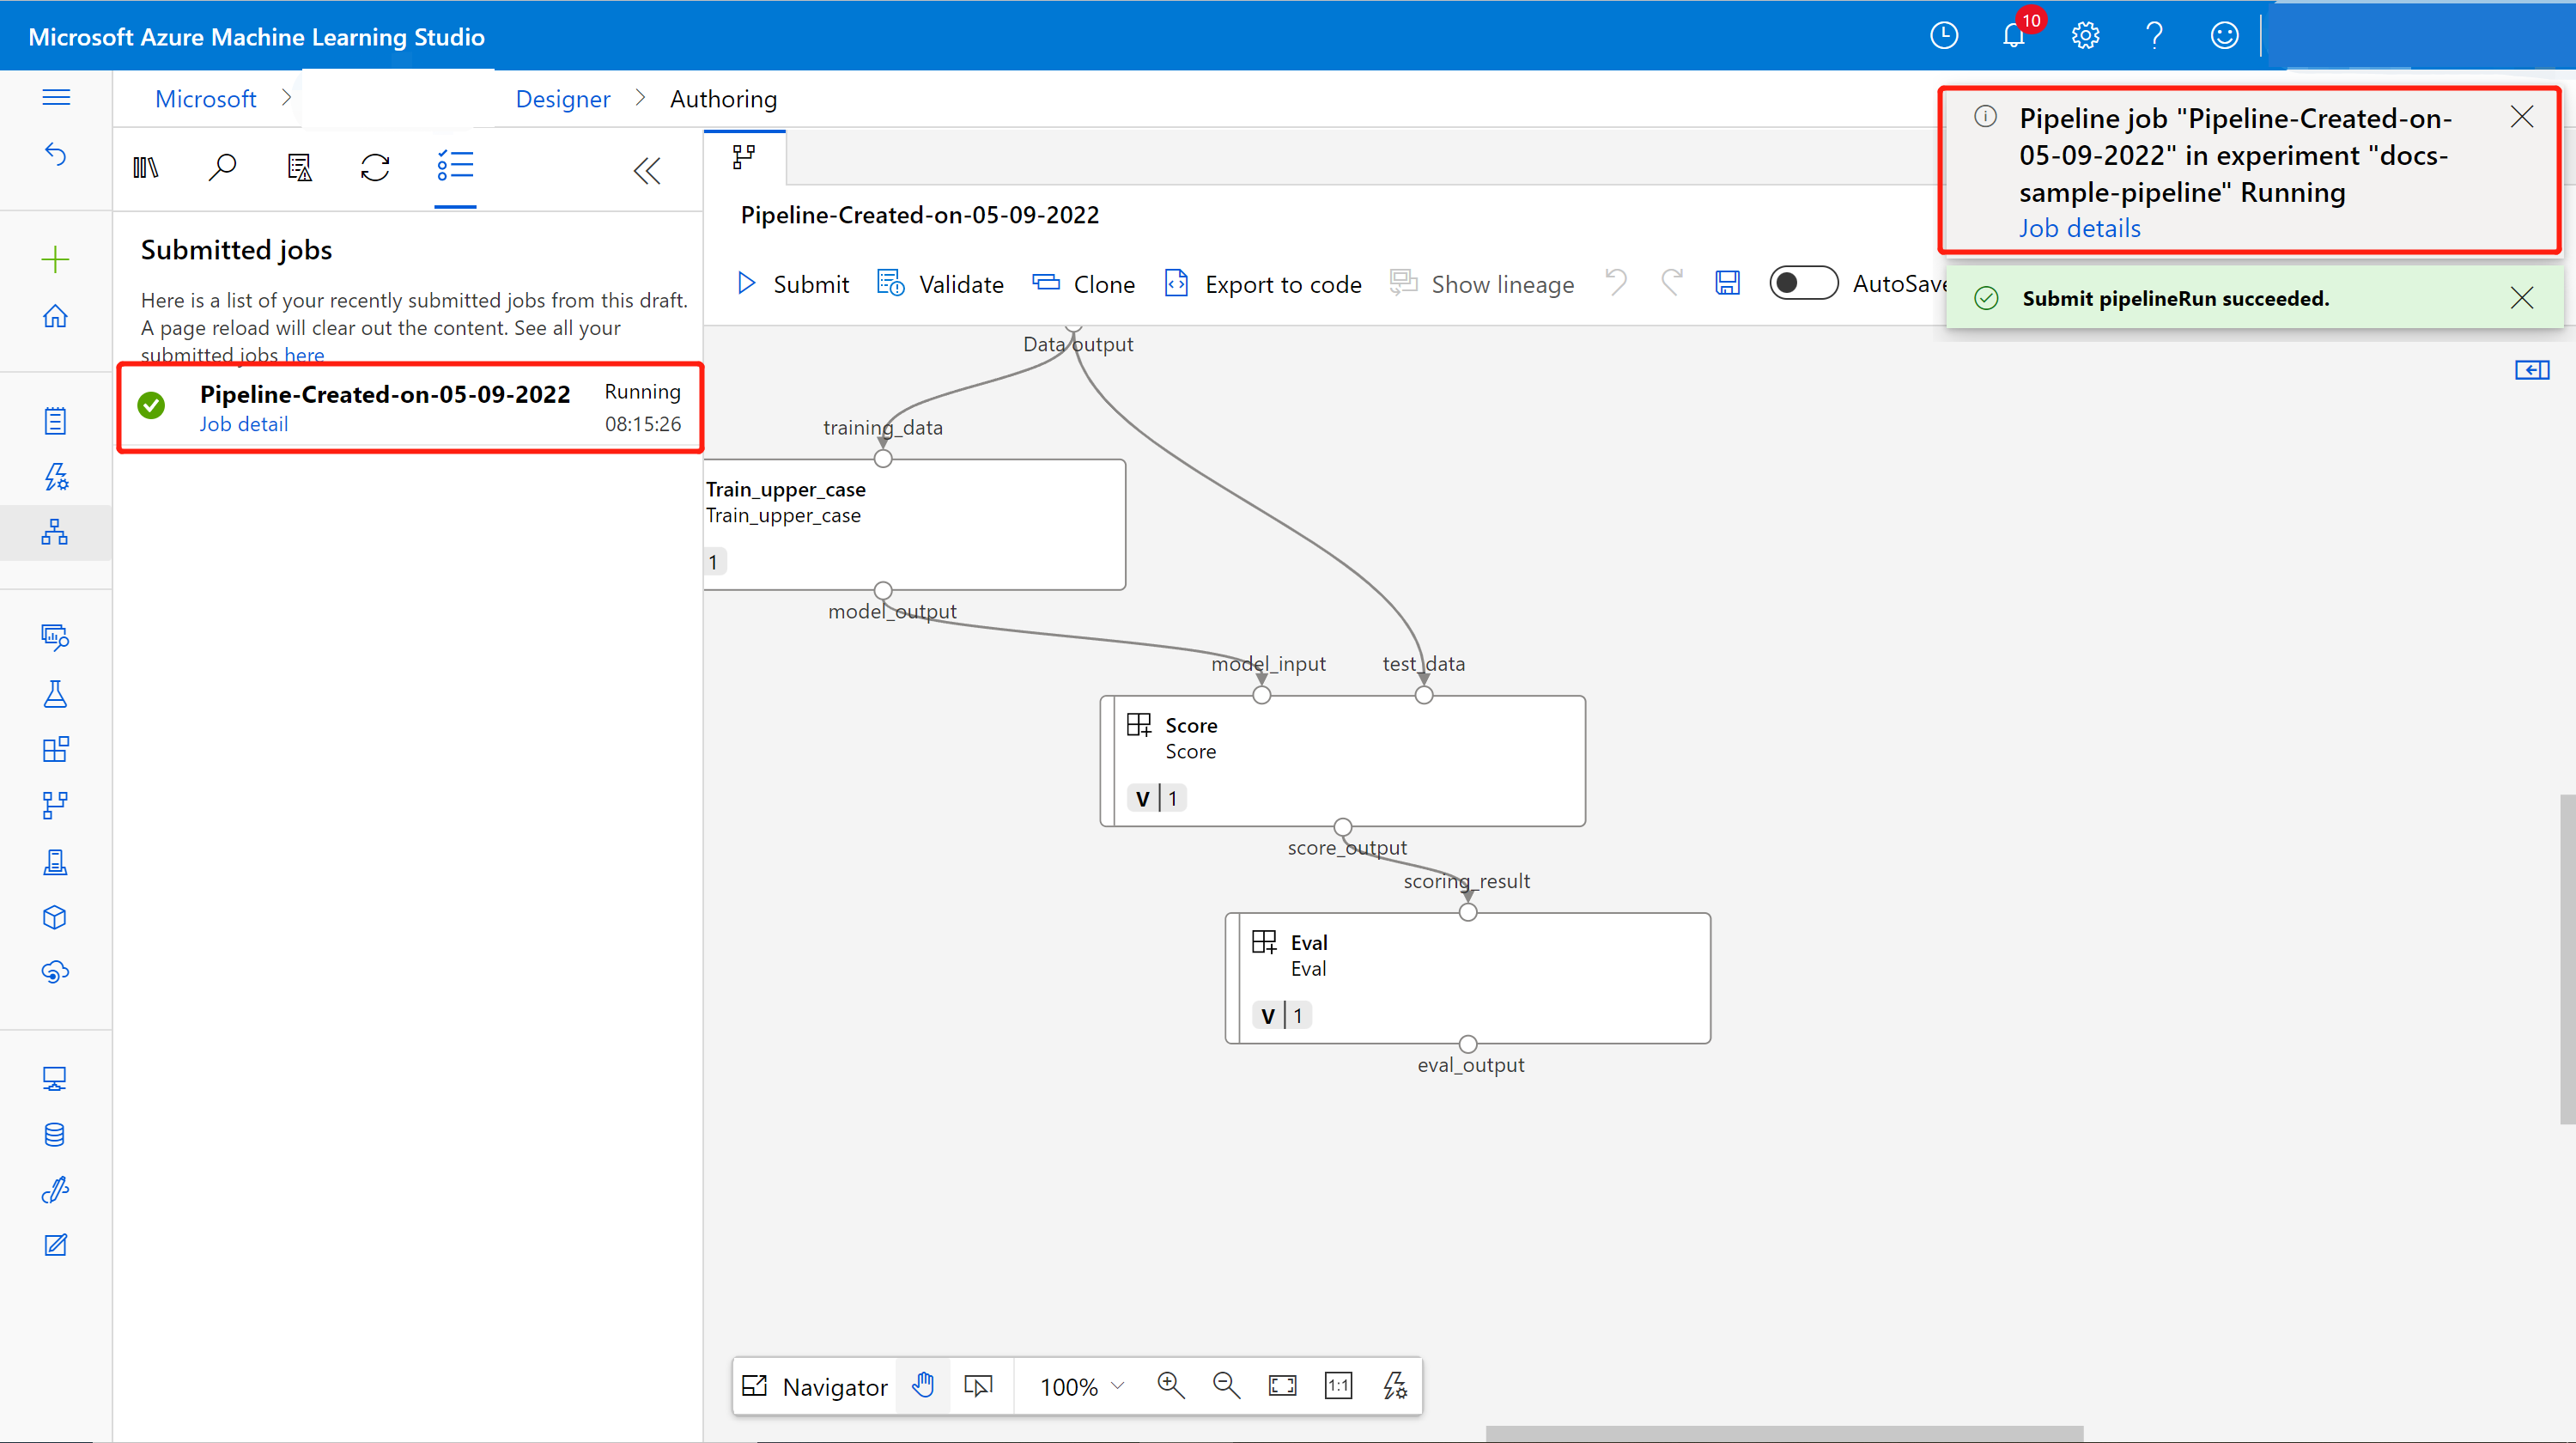 Microsoft Azure Machine Learning Studio
10
Microsoft
Designer
Authoring
Pipeline job "Pipeline-Created-on-
05-09-2022" in experiment "docs-
sample-pipeline" Running
Job details
Submit pipelineRun succeeded.
Submitted jobs
Here is a list of your recently submitted jobs from this draft.
A page reload will clear out the content. See all your
submitted jobs here
Pipeline-Created-on-05-09-2022
Running
Job detail
08:15:26
Pipeline-Created-on-05-09-2022
Submit
Validate
Clone
Export to code
Show lineage
AutoSave
Data output
training_data
Train_upper_case
Train_upper_case
1
model_output
model_input
test_data
Score
Score
V 1
score_output
scoring_result
Eval
Eval
V 1
eval_output
Navigator
100%
1:1